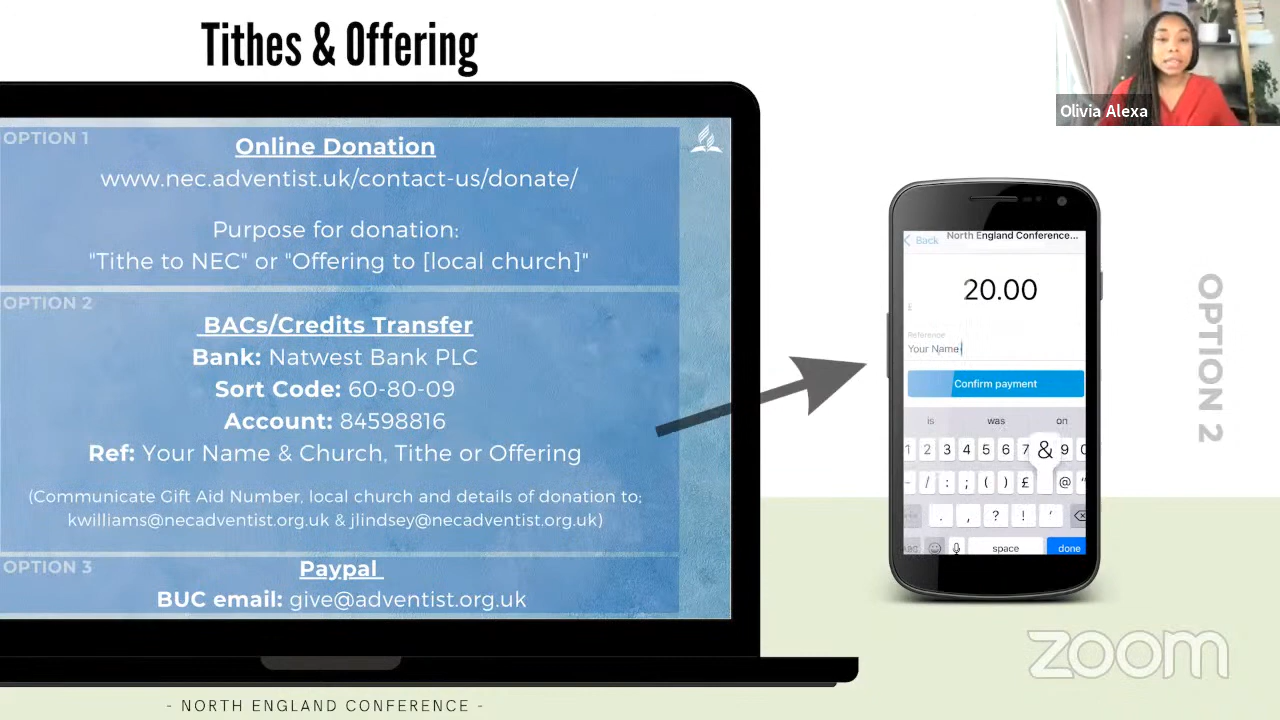 Tithes & Offering
Olivia Alexa
OPTION 1
Online Donation
www.nec.adventist.uk/contact-us/donate/
Purpose for donation:
"Tithe to NEC" or "Offering to [local church]"
OPTION 2
BACs/Credits Transfer
Bank: Natwest Bank PLC
Sort Code: 60-80-09
Account: 84598816
Ref: Your Name & Church, Tithe or Offering
(Communicate Gift Aid Number, local church and details of donation to;
kwilliams@necadventist.org.uk & jlindsey@necadventist.org.uk)
OPTION 3
Paypal
BUC email: give@adventist.org.uk
- NORTH ENGLAND CONFERENCE -
Back North England Conference...
20.00
£
Reference
Your Name
Confirm payment
is was on
1 2 3 4 5 6 7 & 9 0
- / : ; ( ) £ @ "
. , ? ! '
ABC space done
OPTION 2
zoom